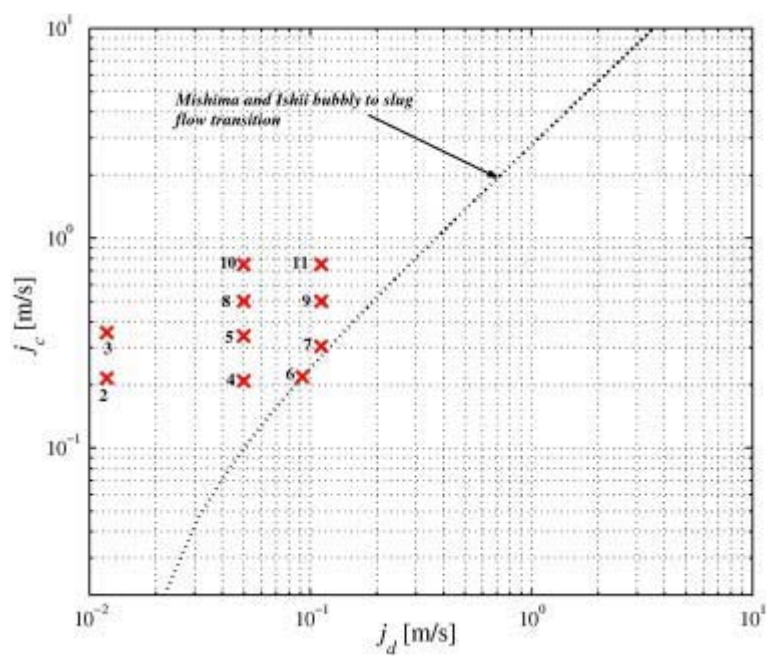 10¹
Mishima and Ishii bubbly to slug
flow transition
10⁰
10 11
8 9
3 5 7
2 4 6
10⁻¹
j_c [m/s]
10⁻² 10⁻¹ 10⁰ 10¹
j_d [m/s]